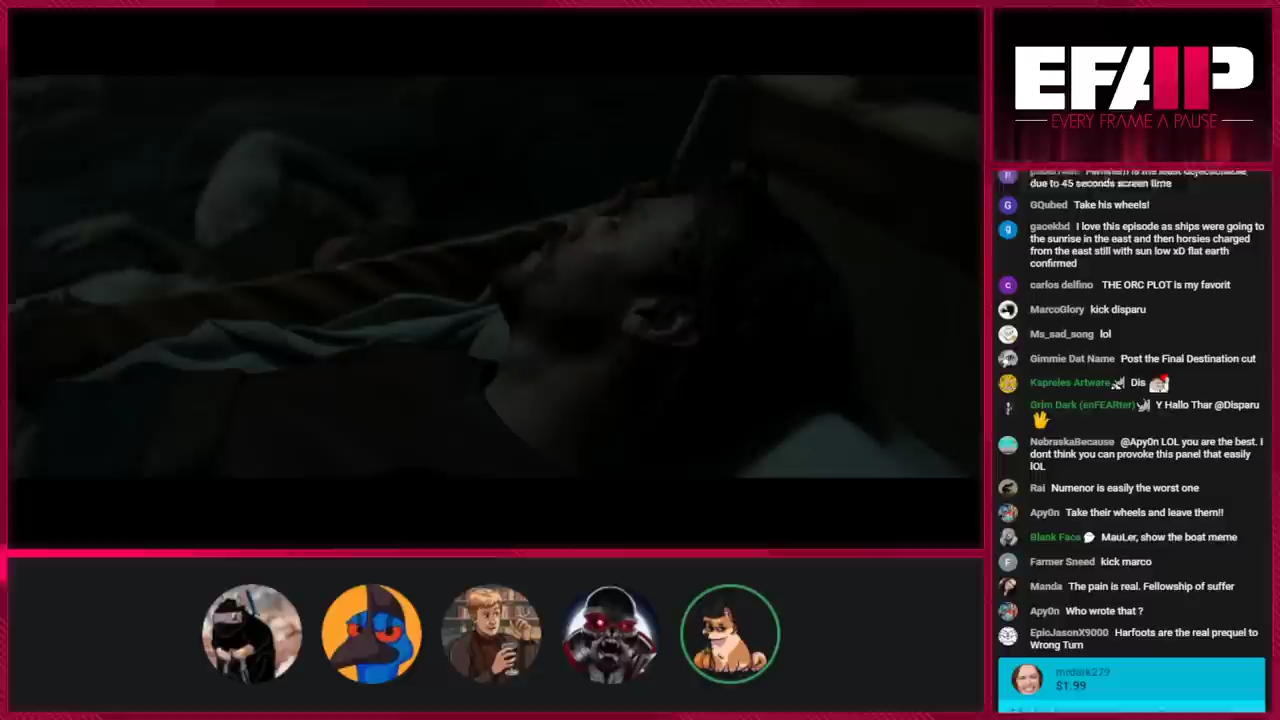 EFAP
EVERY FRAME A PAUSE
due to 45 seconds screen time
GQubed Take his wheels!
gacekbd I love this episode as ships were going to
the sunrise in the east and then horsies charged
from the east still with sun low xD flat earth
confirmed
carlos delfino THE ORC PLOT is my favorit
MarcoGlory kick disparu
Ms_sad_song lol
Gimmie Dat Name Post the Final Destination cut
Kapreles Artware Dis
Grim Dark (enFEARter) Y Hallo Thar @Disparu
NebraskaBecause @Apy0n LOL you are the best. I
dont think you can provoke this panel that easily
lOL
Rai Numenor is easily the worst one
Apy0n Take their wheels and leave them!!
Blank Face MauLer, show the boat meme
Farmer Sneed kick marco
Manda The pain is real. Fellowship of suffer
Apy0n Who wrote that ?
EpicJasonX9000 Harfoots are the real prequel to
Wrong Turn
mrdark279
$1.99